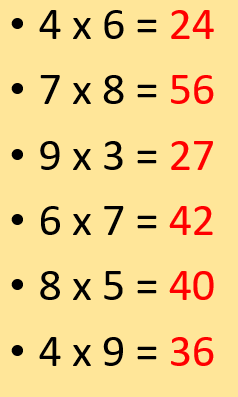 • 4 x 6 = 24
• 7 x 8 = 56
• 9 x 3 = 27
• 6 x 7 = 42
• 8 x 5 = 40
• 4 x 9 = 36